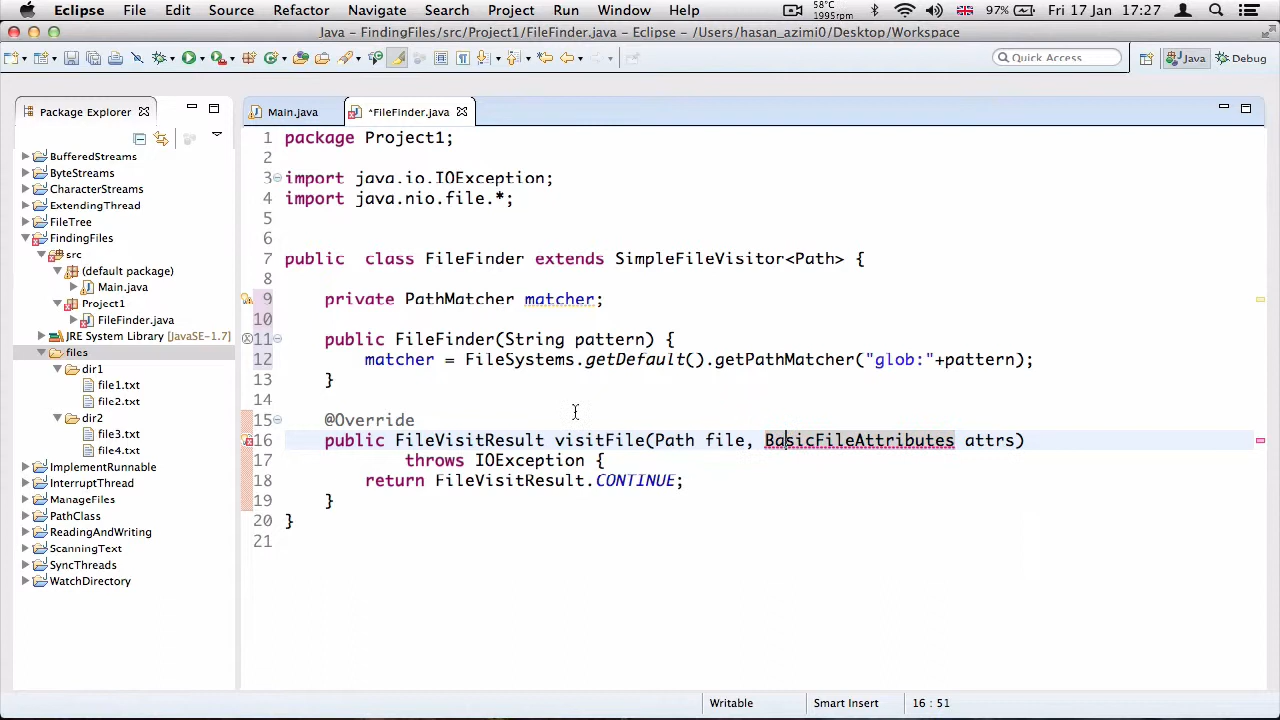 Eclipse File Edit Source Refactor Navigate Search Project Run Window Help 58°C 1995rpm 97% Fri 17 Jan 17:27
Java - FindingFiles/src/Project1/FileFinder.java - Eclipse - /Users/hasan_azimi0/Desktop/Workspace
Quick Access Java Debug
Package Explorer
Main.java *FileFinder.java
BufferedStreams
ByteStreams
CharacterStreams
ExtendingThread
FileTree
FindingFiles
src
(default package)
Main.java
Project1
FileFinder.java
JRE System Library [JavaSE-1.7]
files
dir1
file1.txt
file2.txt
dir2
file3.txt
file4.txt
ImplementRunnable
InterruptThread
ManageFiles
PathClass
ReadingAndWriting
ScanningText
SyncThreads
WatchDirectory
1 package Project1;
2
3 import java.io.IOException;
4 import java.nio.file.*;
5
6
7 public  class FileFinder extends SimpleFileVisitor<Path> {
8
9 private PathMatcher matcher;
10
11 public FileFinder(String pattern) {
12 matcher = FileSystems.getDefault().getPathMatcher("glob:"+pattern);
13 }
14
15 @Override
16 public FileVisitResult visitFile(Path file, BasicFileAttributes attrs)
17 throws IOException {
18 return FileVisitResult.CONTINUE;
19 }
20 }
21
Writable Smart Insert 16 : 51